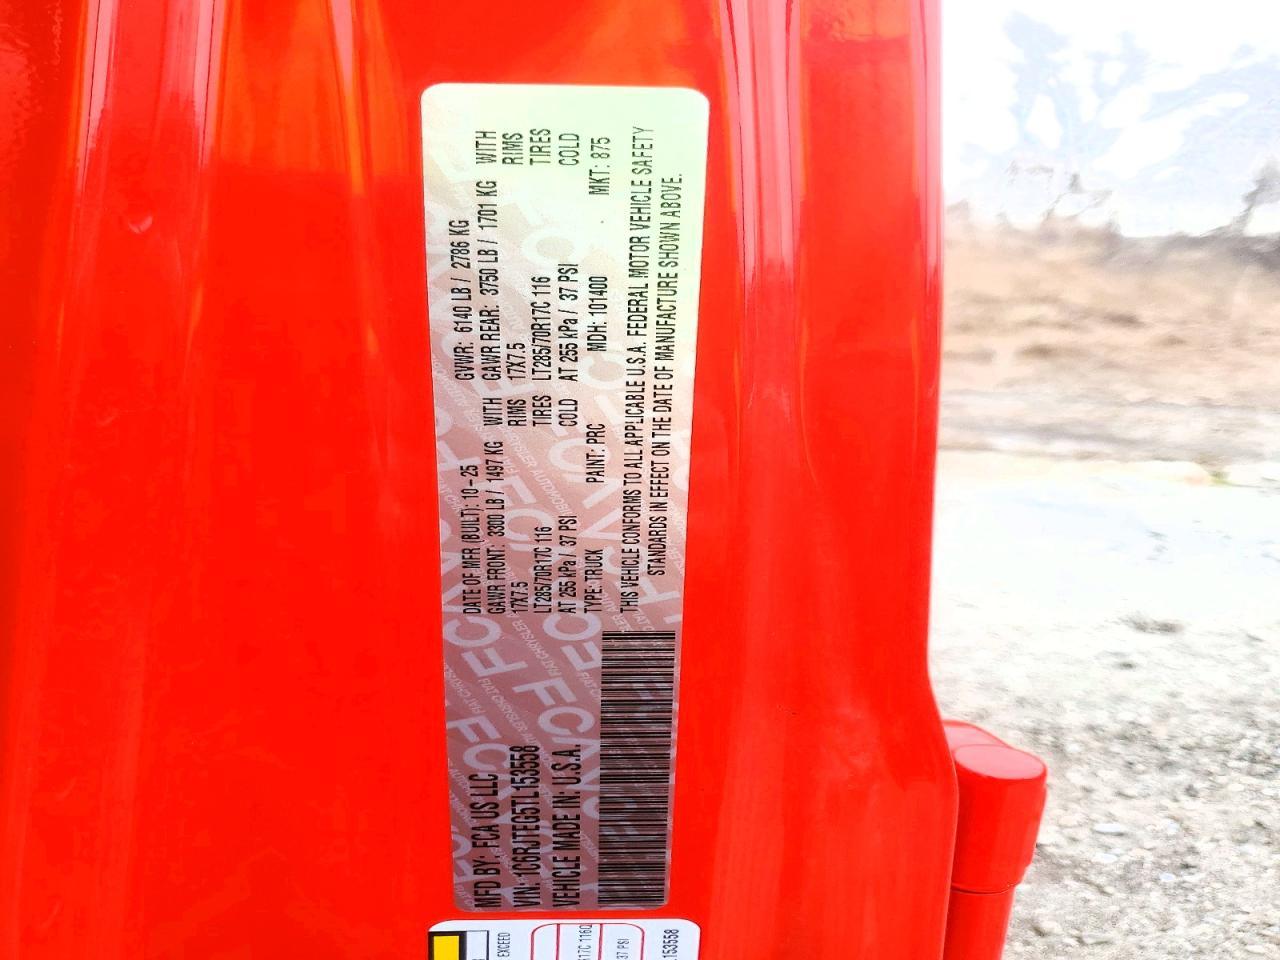 MFD BY: FCA US LLC
VIN: 1C6RJTEG5TL153558
VEHICLE MADE IN: U.S.A.
DATE OF MFR (BUILT): 10-25 GVWR: 6140 LB / 2786 KG
GAWR FRONT: 3300 LB / 1497 KG WITH GAWR REAR: 3750 LB / 1701 KG WITH
17X7.5 RIMS 17X7.5 RIMS
LT285/70R17C 116 TIRES LT285/70R17C 116 TIRES
AT 255 kPa / 37 PSI COLD AT 255 kPa / 37 PSI COLD
TYPE: TRUCK PAINT: PRC MDH: 101400 MKT: 875
THIS VEHICLE CONFORMS TO ALL APPLICABLE U.S.A. FEDERAL MOTOR VEHICLE SAFETY
STANDARDS IN EFFECT ON THE DATE OF MANUFACTURE SHOWN ABOVE.
EXCEED
37 PSI
153558